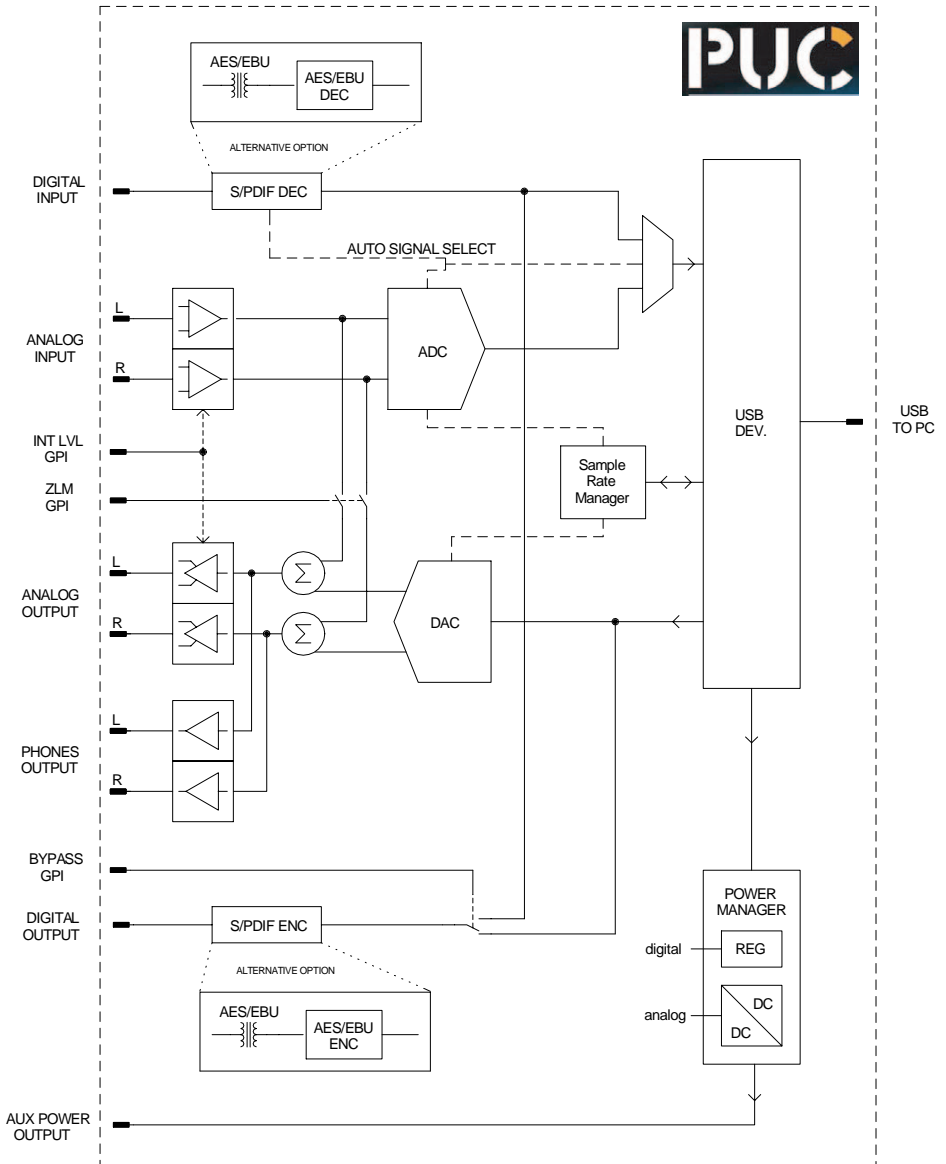 PUC
AES/EBU
AES/EBU
DEC
ALTERNATIVE OPTION
DIGITAL
INPUT
S/PDIF DEC
AUTO SIGNAL SELECT
L
ANALOG
INPUT
R
ADC
USB
DEV.
USB
TO PC
INT LVL
GPI
ZLM
GPI
Sample
Rate
Manager
L
ANALOG
OUTPUT
R
Σ
Σ
DAC
L
PHONES
OUTPUT
R
BYPASS
GPI
DIGITAL
OUTPUT
S/PDIF ENC
ALTERNATIVE OPTION
AES/EBU
AES/EBU
ENC
POWER
MANAGER
digital
REG
analog
DC
DC
AUX POWER
OUTPUT